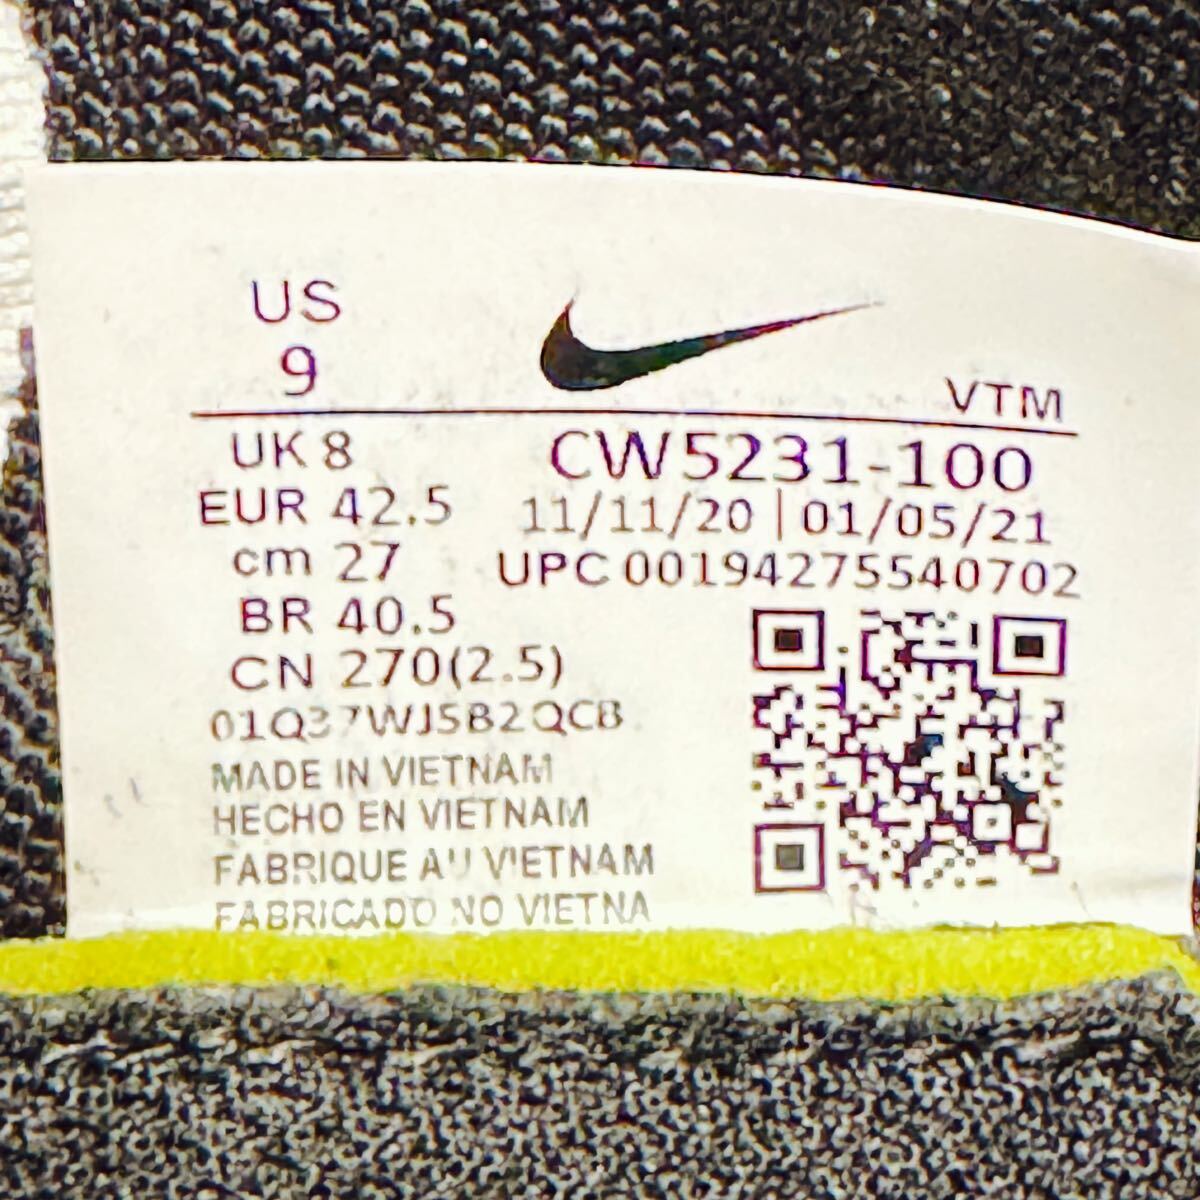 US
9
VTM
UK 8
CW5231-100
EUR 42.5
11/11/20 | 01/05/21
cm 27
UPC 00194275540702
BR 40.5
CN 270(2.5)
01Q37WJ5B2QCB
MADE IN VIETNAM
HECHO EN VIETNAM
FABRIQUE AU VIETNAM
FABRICADO NO VIETNA